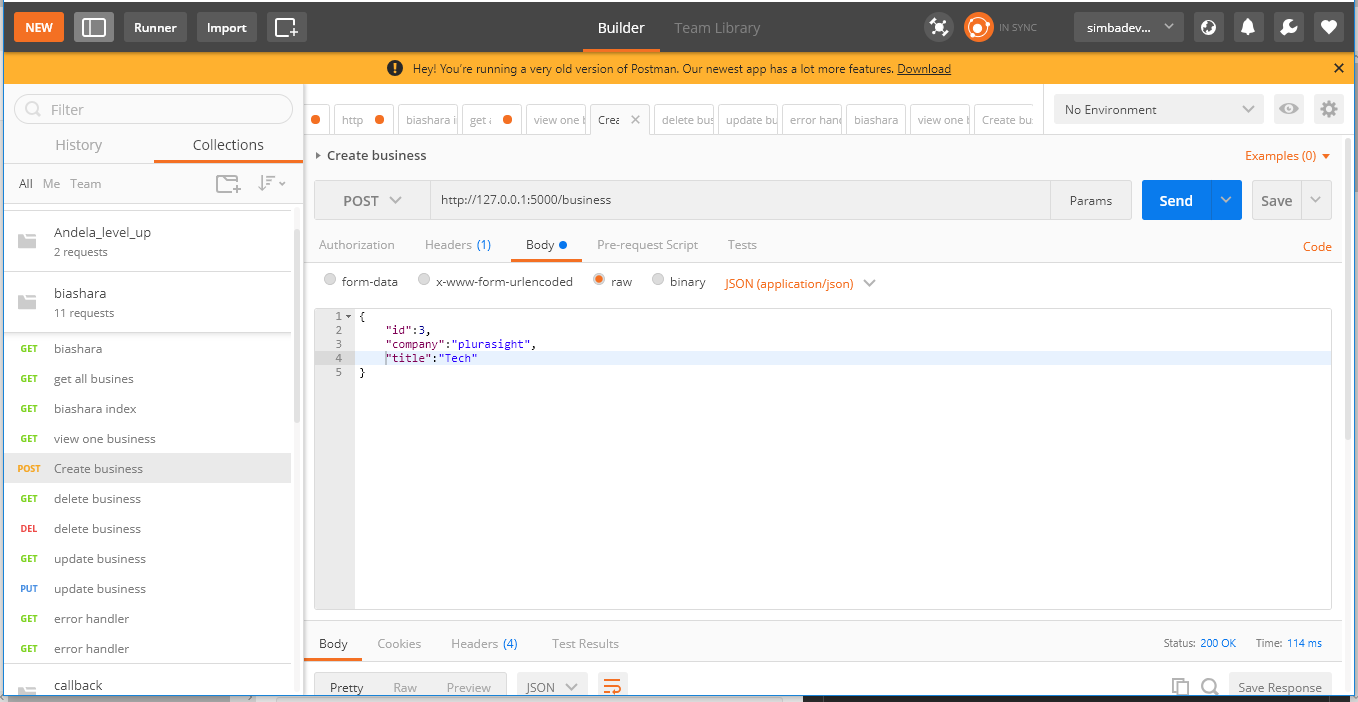 NEW Runner Import Builder Team Library IN SYNC simbadev...
Hey! You're running a very old version of Postman. Our newest app has a lot more features. Download
Filter
History Collections
All Me Team
Andela_level_up
2 requests
biashara
11 requests
GET biashara
GET get all busines
GET biashara index
GET view one business
POST Create business
GET delete business
DEL delete business
GET update business
PUT update business
GET error handler
GET error handler
callback
http biashara i get view one b Crea delete bus update bu error hand biashara view one b Create bu
No Environment
Create business
Examples (0)
POST http://127.0.0.1:5000/business Params Send Save
Authorization Headers (1) Body Pre-request Script Tests Code
form-data x-www-form-urlencoded raw binary JSON (application/json)
1 {
2 "id":3,
3 "company":"plurasight",
4 "title":"Tech"
5 }
Body Cookies Headers (4) Test Results Status: 200 OK Time: 114 ms
Pretty Raw Preview JSON Save Response